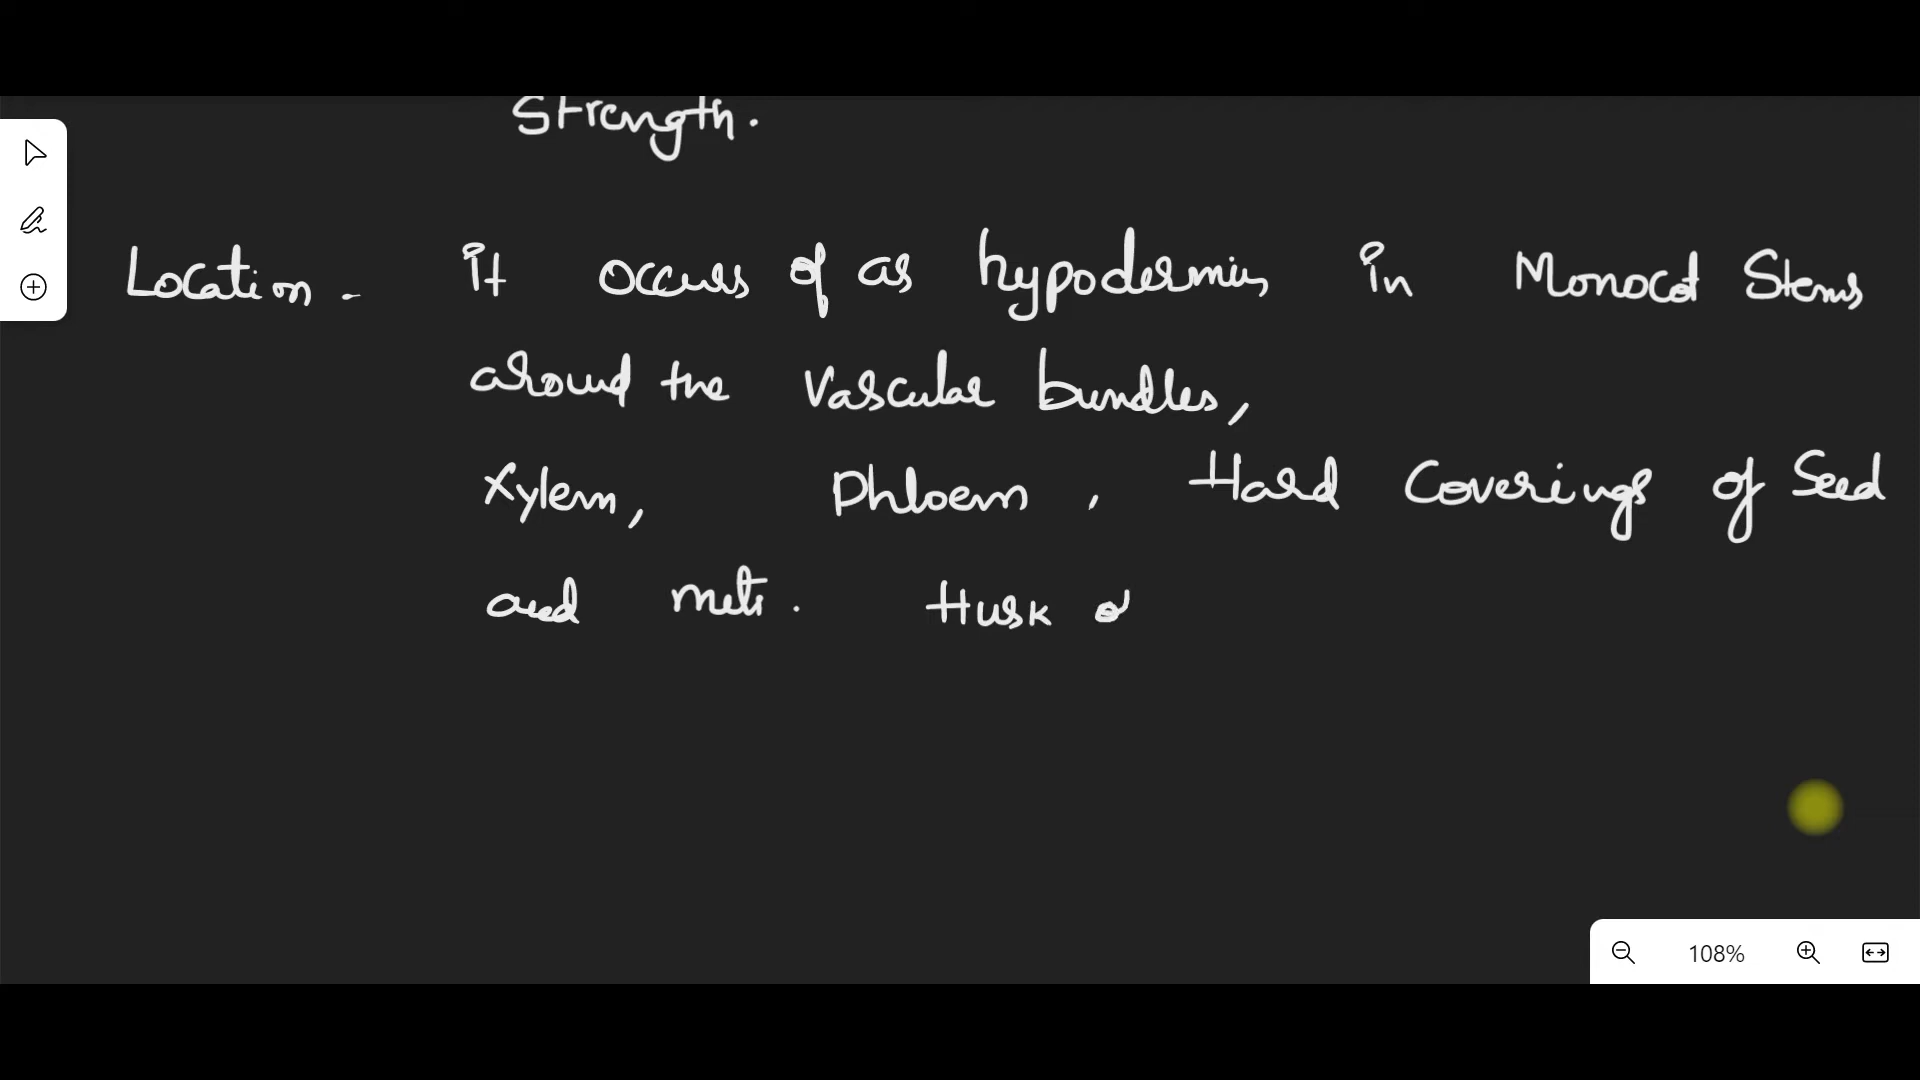 Strength.
Location - it occurs of as hypodermis in Monocot Stems
around the Vascular bundles,
Xylem, Phloem, Hard Coverings of Seed
and . Husk o
108%